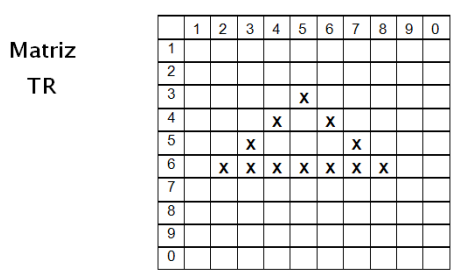 Matriz
TR
1 2 3 4 5 6 7 8 9 0
1
2
3 X
4 X X
5 X X
6 X X X X X X X
7
8
9
0